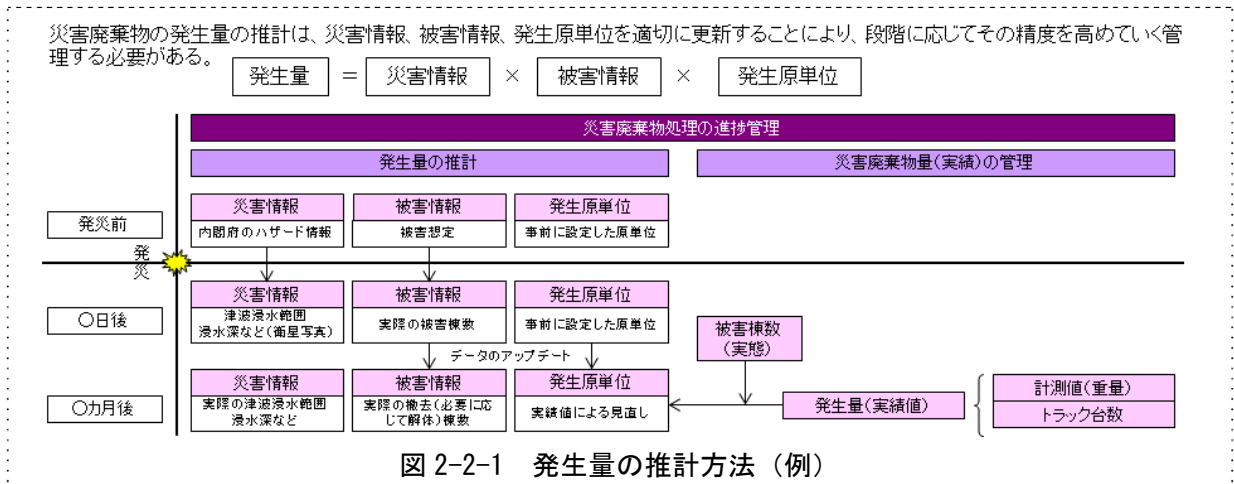 災害廃棄物の発生量の推計は、災害情報、被害情報、発生原単位を適切に更新することにより、段階に応じてその精度を高めていく管
理する必要がある。
発生量 = 災害情報 × 被害情報 × 発生原単位
災害廃棄物処理の進捗管理
発生量の推計
災害廃棄物量(実績)の管理
発災前
災害情報
内閣府のハザード情報
被害情報
被害想定
発生原単位
事前に設定した原単位
発
災
〇日後
災害情報
津波浸水範囲
浸水深など(衛星写真)
被害情報
実際の被害棟数
発生原単位
事前に設定した原単位
被害棟数
(実態)
データのアップデート
〇カ月後
災害情報
実際の津波浸水範囲
浸水深など
被害情報
実際の撤去(必要に応
じて解体)棟数
発生原単位
実績値による見直し
発生量(実績値)
計測値(重量)
トラック台数
図 2-2-1 発生量の推計方法（例）